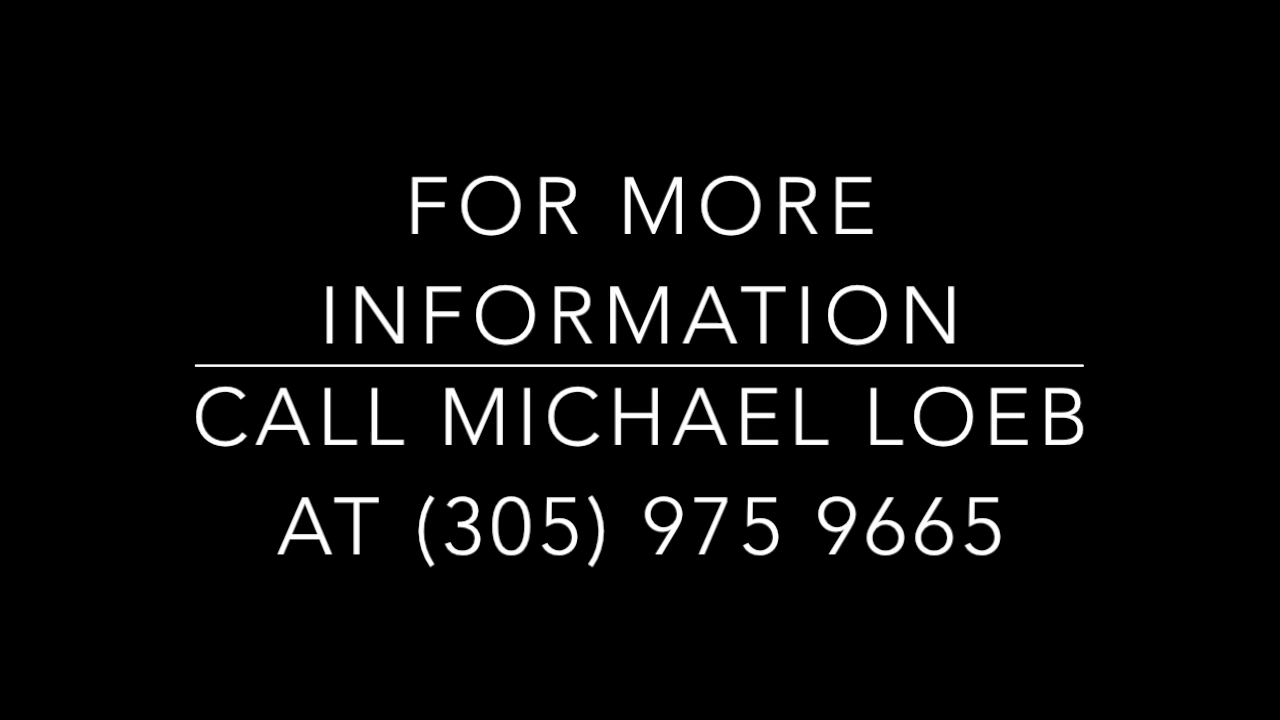 FOR MORE
INFORMATION
CALL MICHAEL LOEB
AT (305) 975 9665